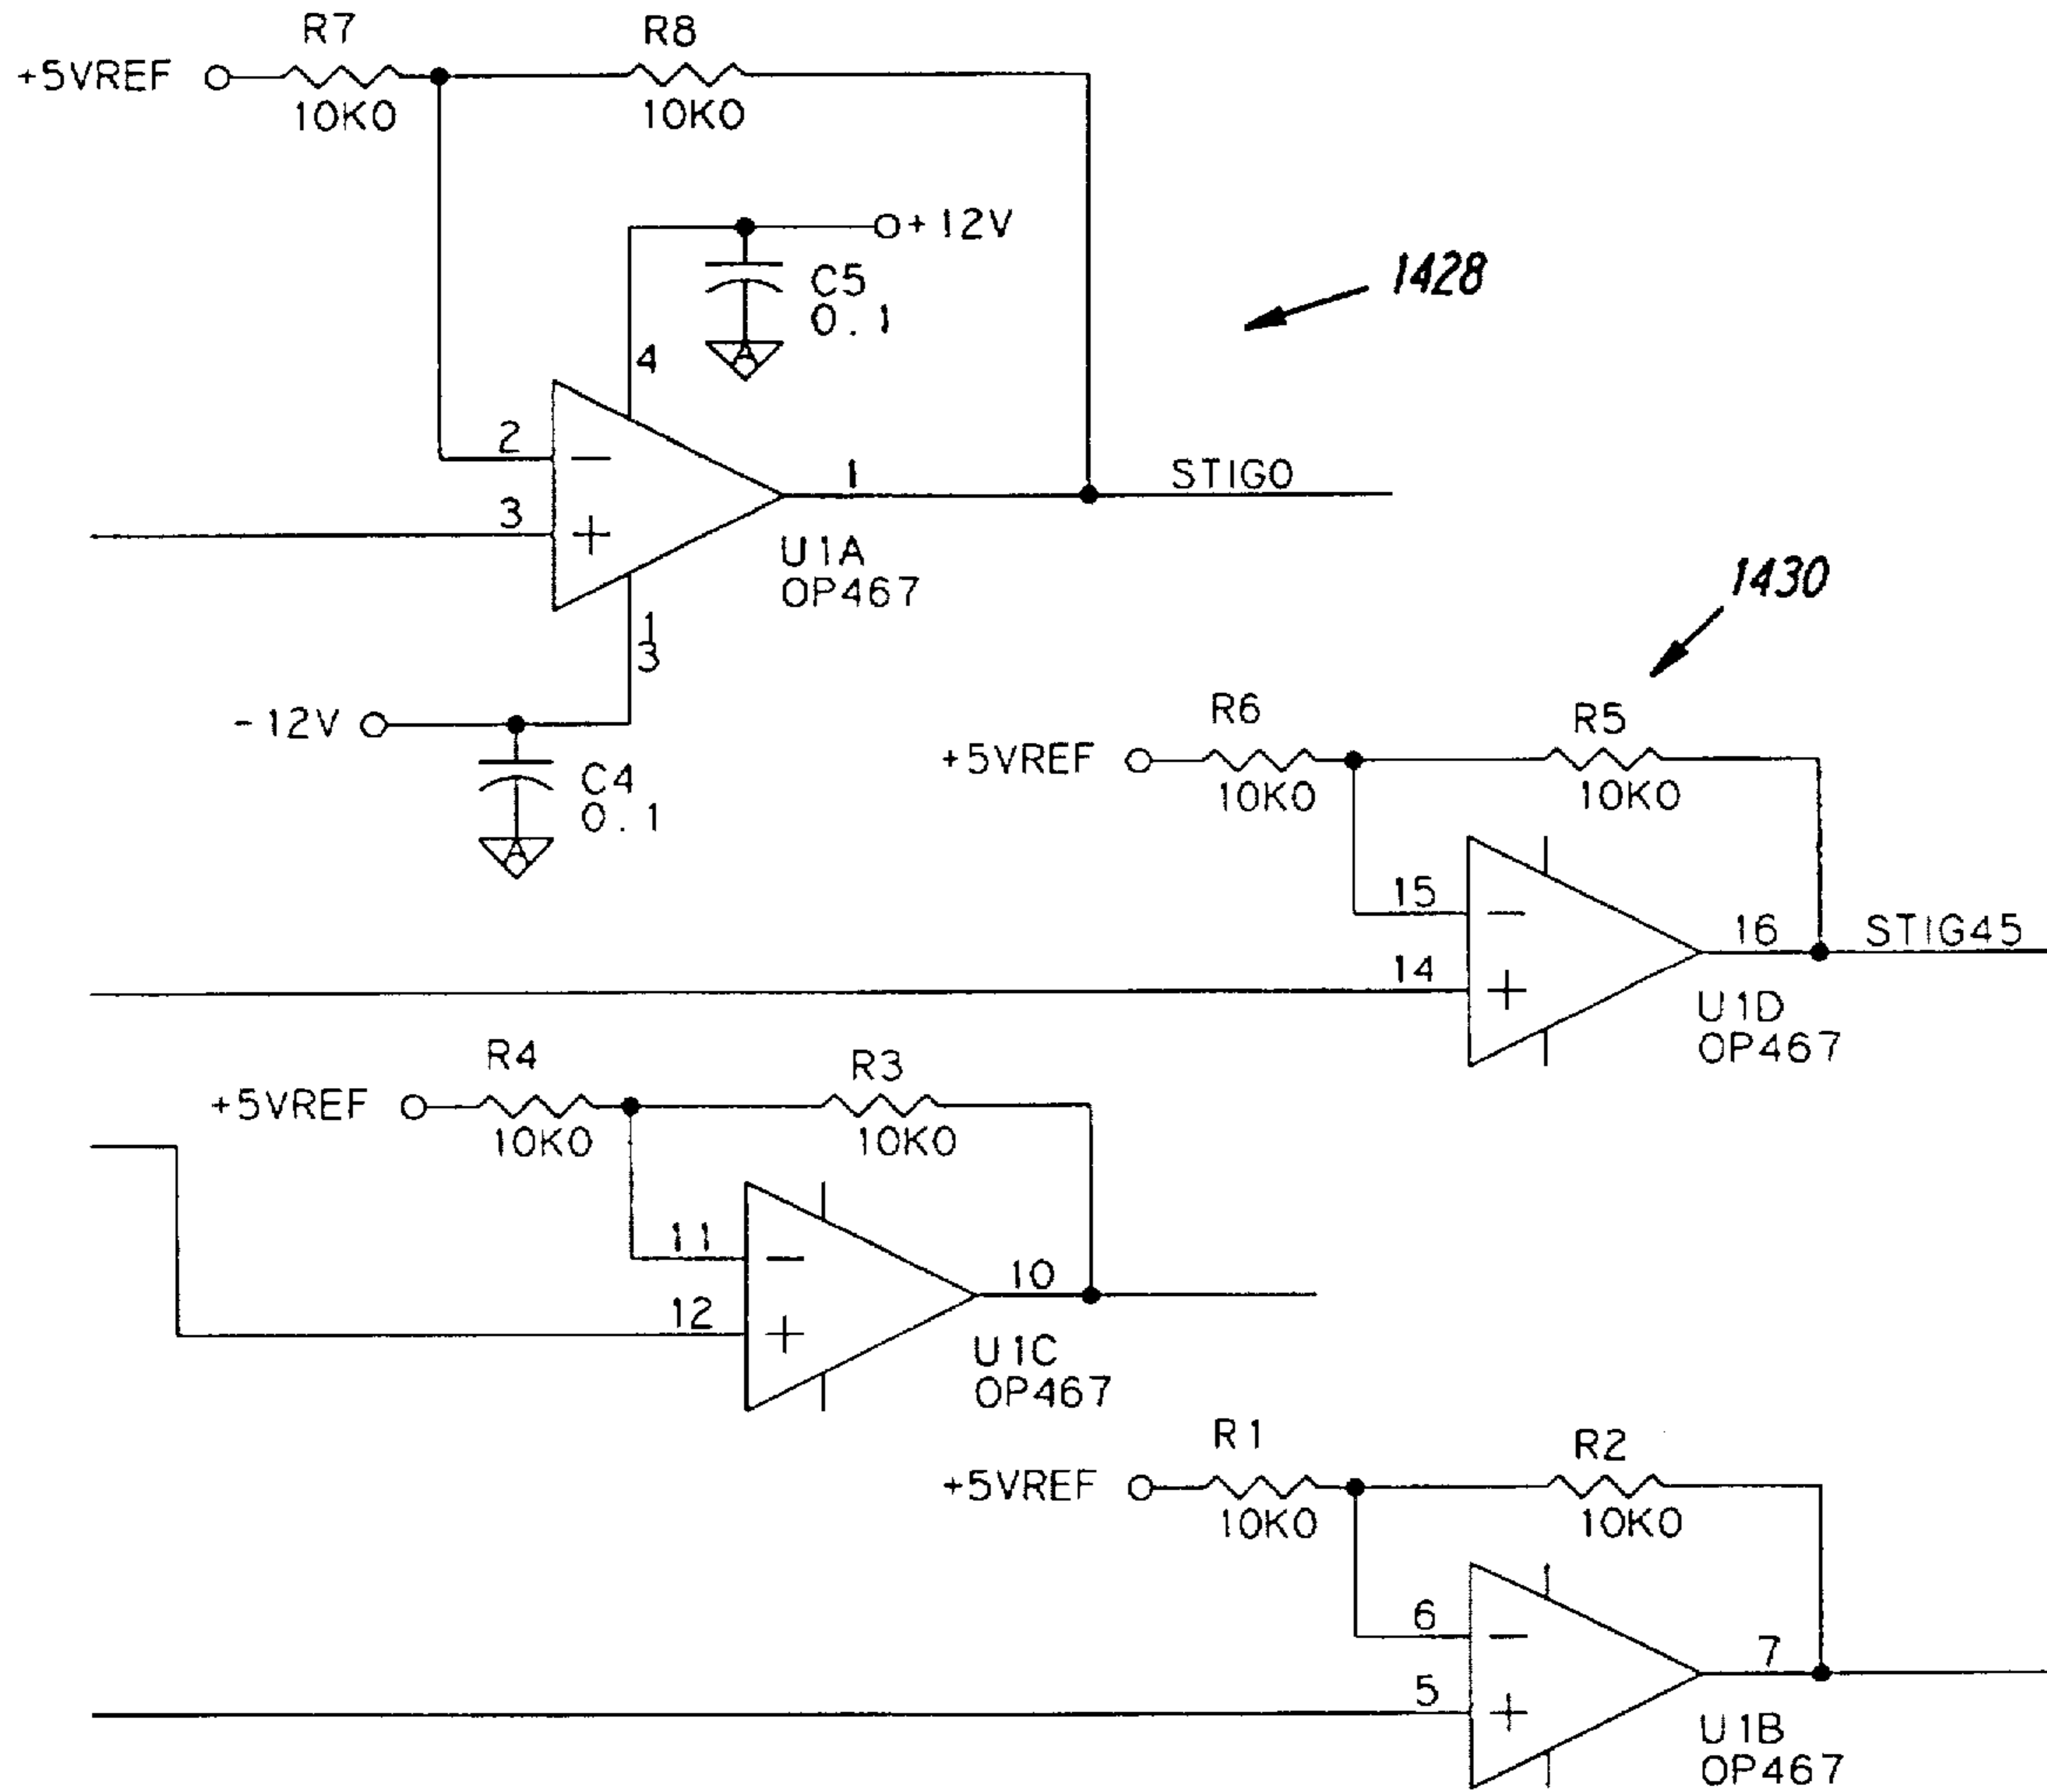 R7
R8
+5VREF
10K0
10K0
+12V
C5
0.1
A
1428
4
2
3
1
STIG0
U1A
OP467
1
3
1430
-12V
C4
0.1
A
R6
R5
+5VREF
10K0
10K0
15
14
16
STIG45
U1D
OP467
R4
R3
+5VREF
10K0
10K0
11
12
10
U1C
OP467
R1
R2
+5VREF
10K0
10K0
6
5
7
U1B
OP467